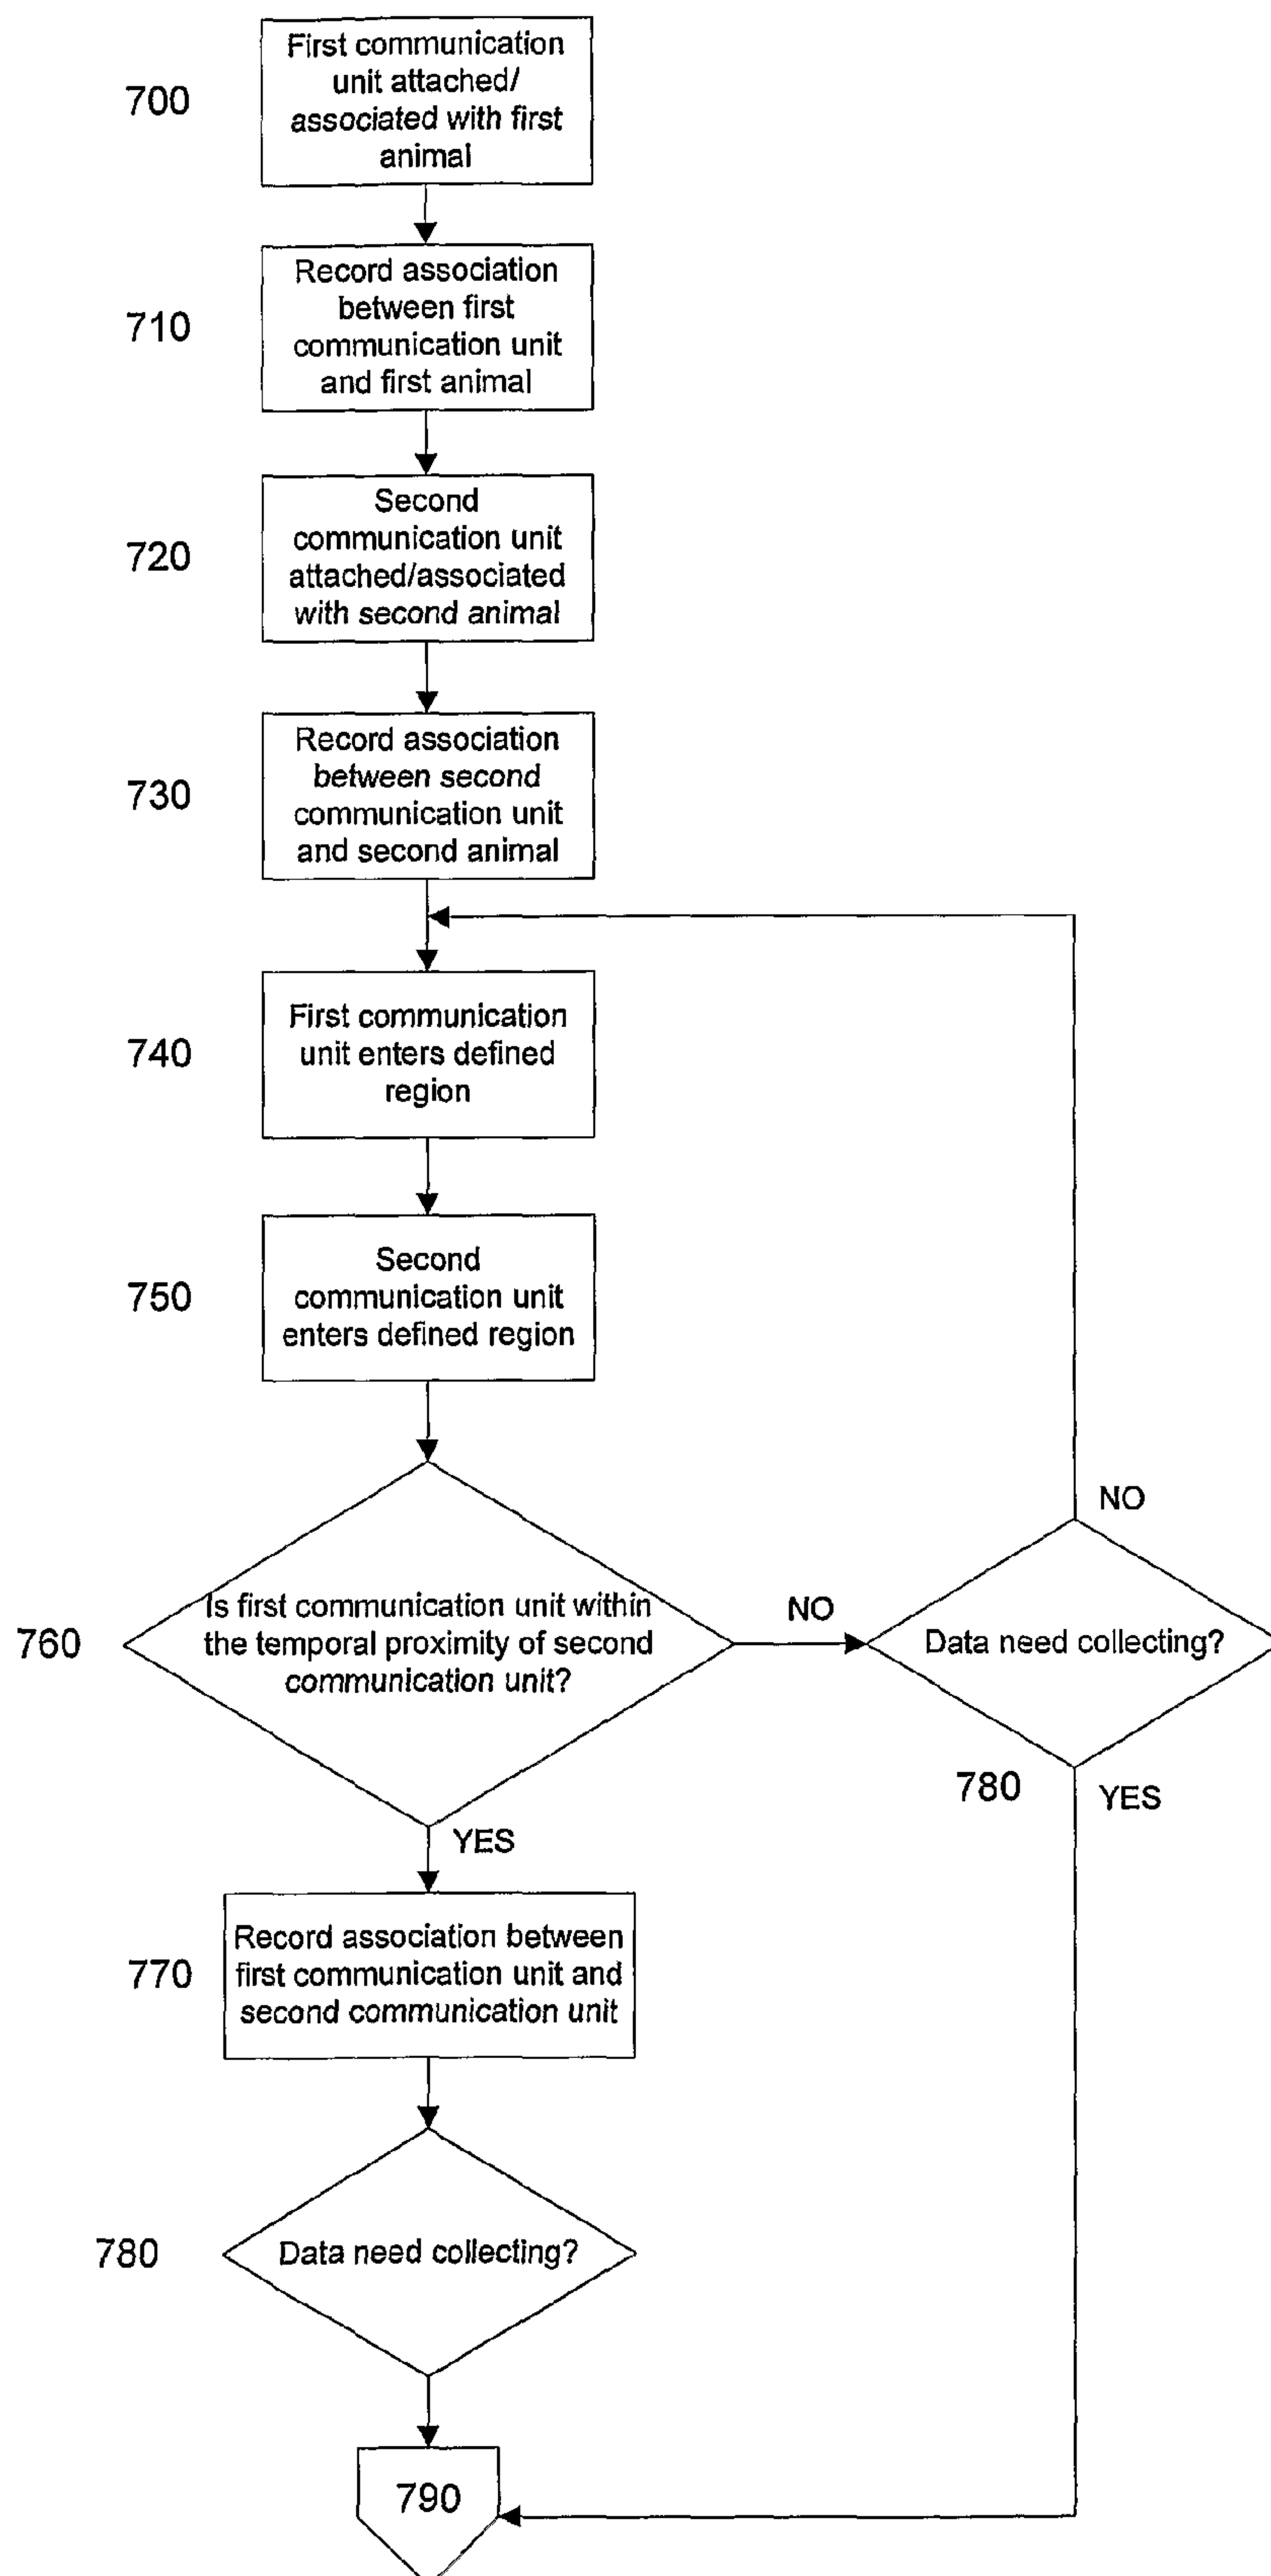 700
First communication
unit attached/
associated with first
animal
710
Record association
between first
communication unit
and first animal
720
Second
communication unit
attached/associated
with second animal
730
Record association
between second
communication unit
and second animal
740
First communication
unit enters defined
region
750
Second
communication unit
enters defined region
760
Is first communication unit within
the temporal proximity of second
communication unit?
NO
Data need collecting?
NO
780
YES
YES
770
Record association between
first communication unit and
second communication unit
780
Data need collecting?
790